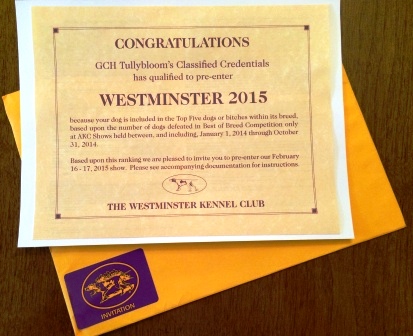 CONGRATULATIONS
GCH Tullybloom's Classified Credentials
has qualified to pre-enter
WESTMINSTER 2015
because your dog is included in the Top Five dogs or bitches within its breed,
based upon the number of dogs defeated in Best of Breed Competition only
at AKC Shows held between, and including, January 1, 2014 through October
31, 2014.
Based upon this ranking we are pleased to invite you to pre-enter our February
16 - 17, 2015 show. Please see accompanying documentation for instructions.
THE WESTMINSTER KENNEL CLUB
INVITATION